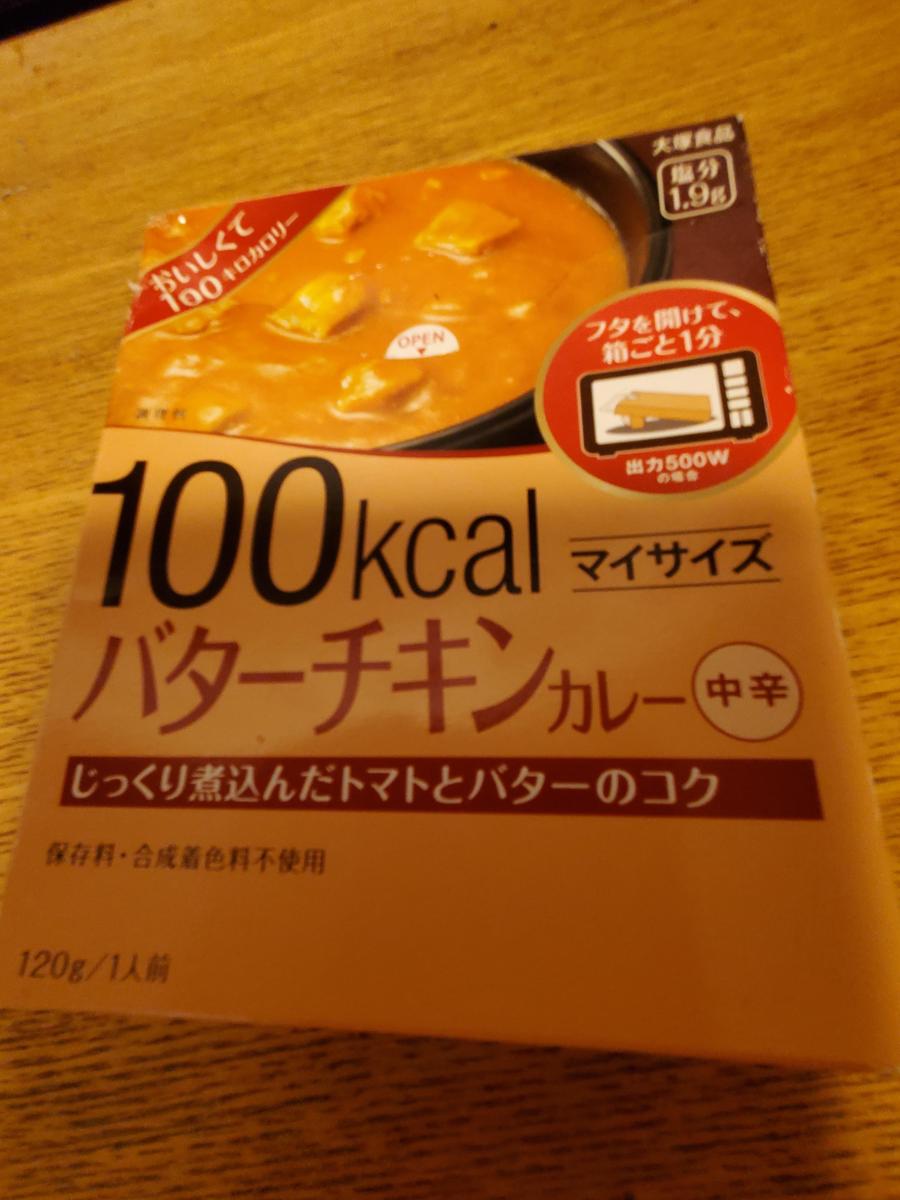 大塚食品
塩分
1.9g
おいしくて
100キロカロリー
OPEN
フタを開けて、
箱ごと1分
出力500W
の場合
調理例
100kcal
マイサイズ
バターチキンカレー
中辛
じっくり煮込んだトマトとバターのコク
保存料・合成着色料不使用
120g/1人前